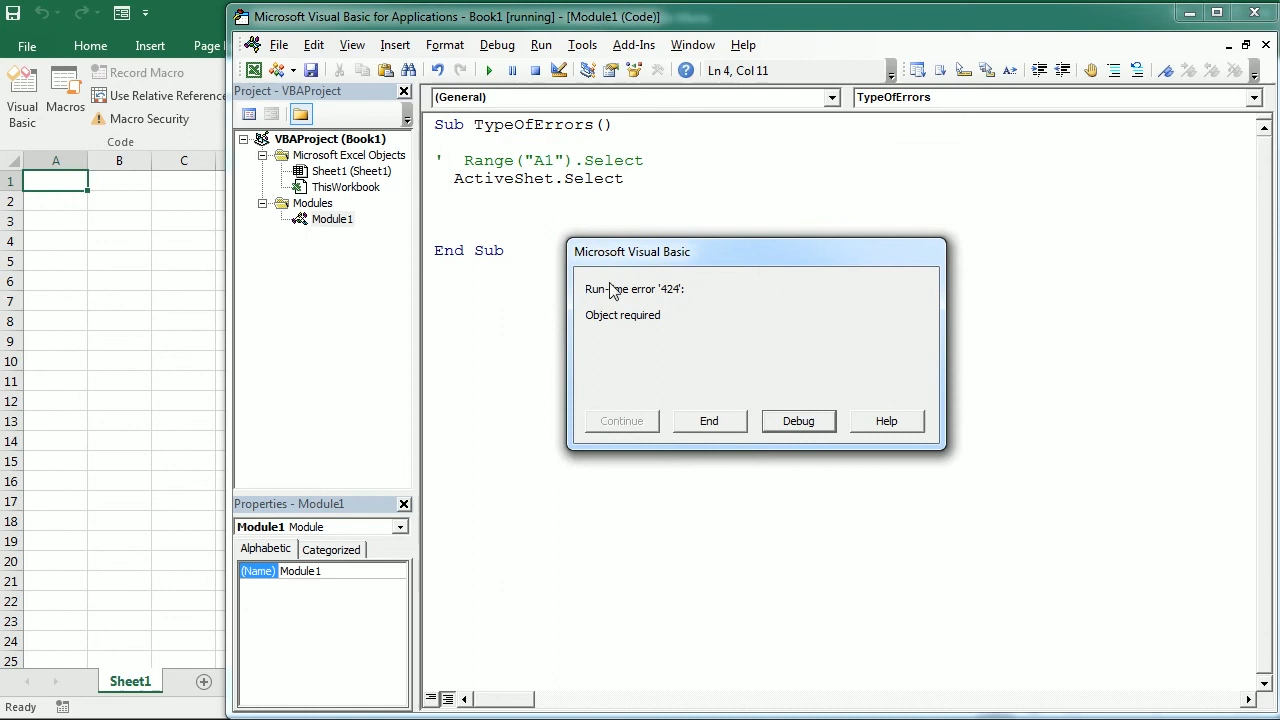 Microsoft Visual Basic for Applications - Book1 [running] - [Module1 (Code)]
File Home Insert Page
File Edit View Insert Format Debug Run Tools Add-Ins Window Help
Visual Basic
Macros
Record Macro
Use Relative Reference
Macro Security
Code
Ln 4, Col 11
Project - VBAProject
(General)
TypeOfErrors
VBAProject (Book1)
Microsoft Excel Objects
Sheet1 (Sheet1)
ThisWorkbook
Modules
Module1
Sub TypeOfErrors()
' Range("A1").Select
ActiveShet.Select
End Sub
Microsoft Visual Basic
error '424':
Object required
Continue End Debug Help
A B C
1
2
3
4
5
6
7
8
9
10
11
12
13
14
15
16
17
18
19
20
21
22
23
24
25
Properties - Module1
Module1 Module
Alphabetic Categorized
(Name) Module1
Sheet1
Ready